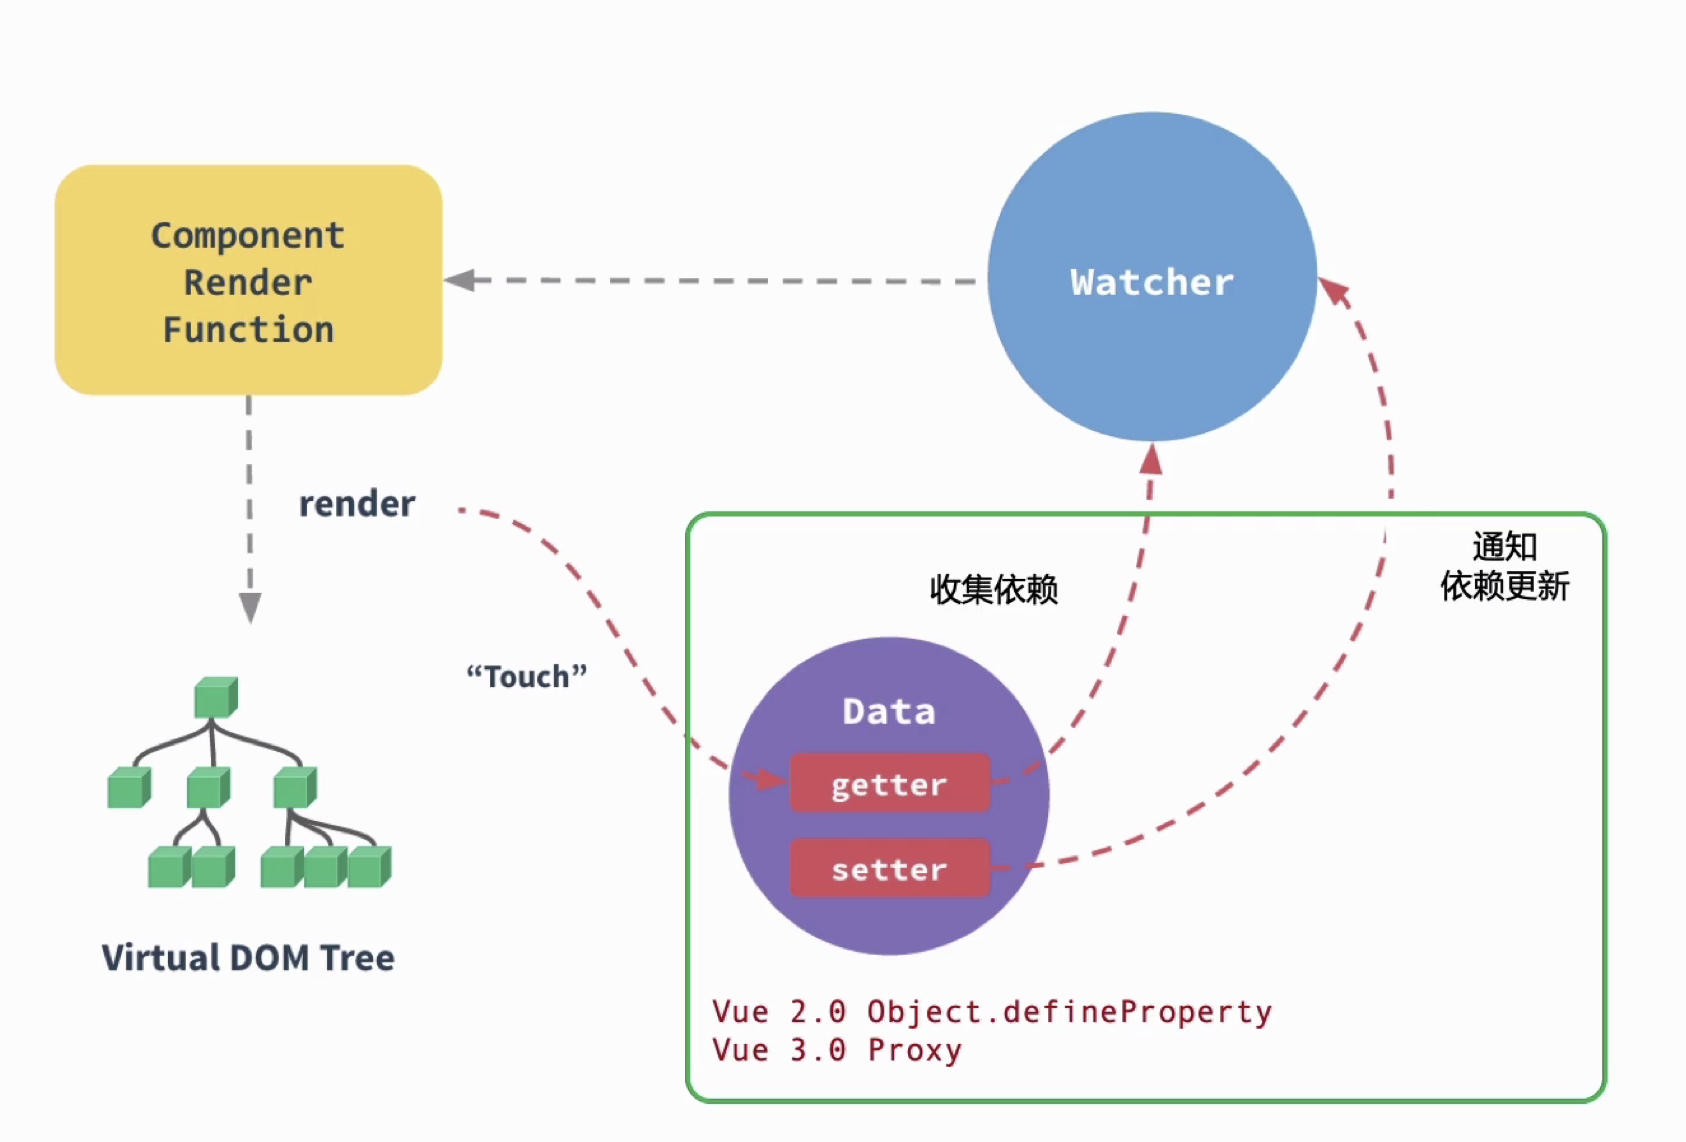 Component
Render
Function
Watcher
render
“Touch”
收集依赖
通知
依赖更新
Data
getter
setter
Virtual DOM Tree
Vue 2.0 Object.defineProperty
Vue 3.0 Proxy